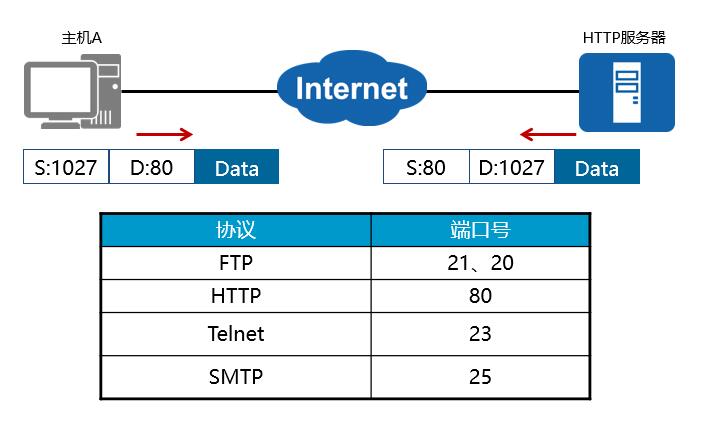 主机A
HTTP服务器
Internet
S:1027 D:80 Data
S:80 D:1027 Data
协议 端口号
FTP 21、20
HTTP 80
Telnet 23
SMTP 25